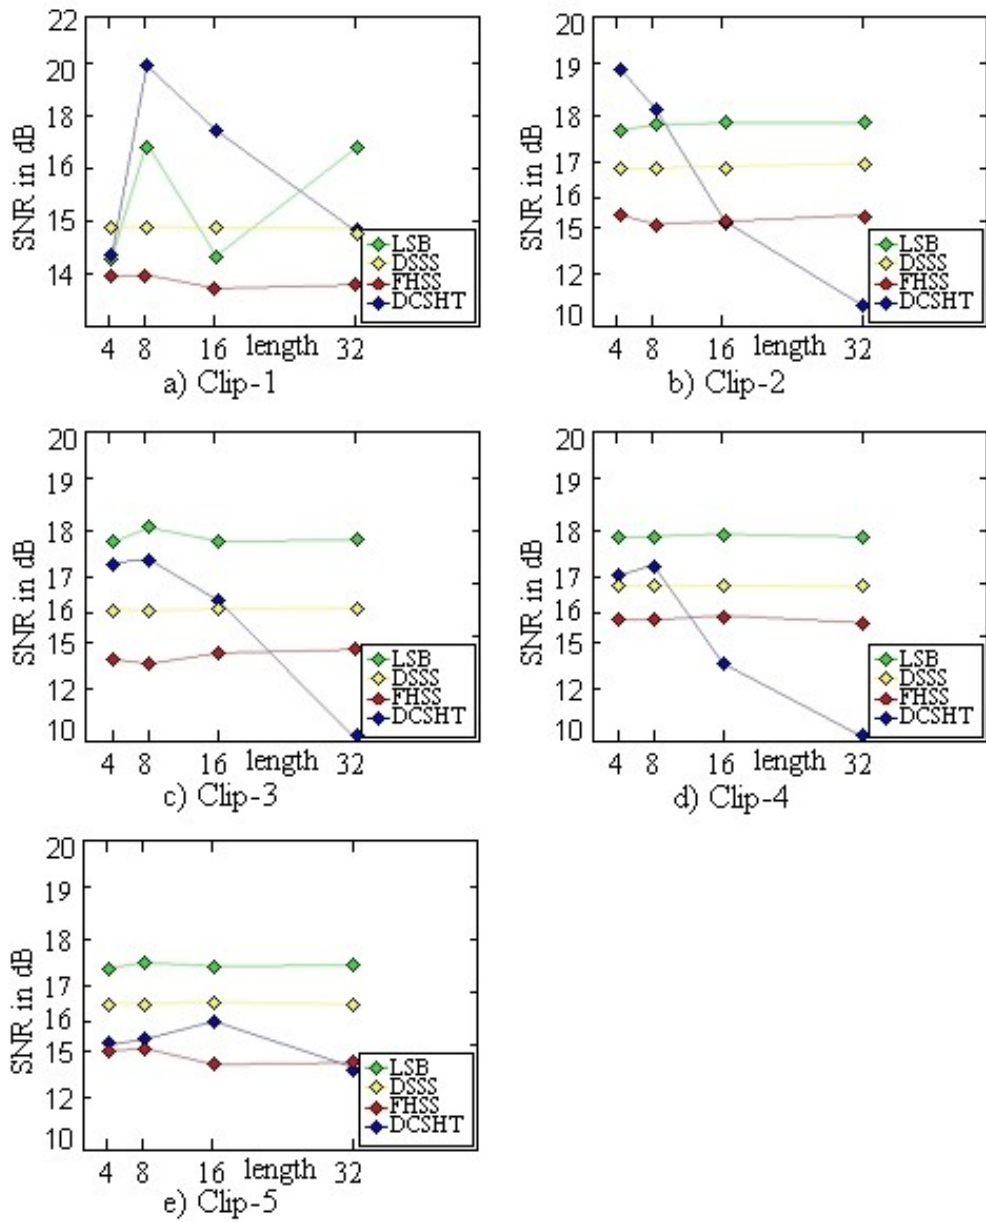 22
20
18
16
15
14
SNR in dB
LSB
DSSS
FHSS
DCSHT
4 8 16 length 32
a) Clip-1
20
19
18
17
16
15
12
10
SNR in dB
LSB
DSSS
FHSS
DCSHT
4 8 16 length 32
b) Clip-2
20
19
18
17
16
15
12
10
SNR in dB
LSB
DSSS
FHSS
DCSHT
4 8 16 length 32
c) Clip-3
20
19
18
17
16
15
12
10
SNR in dB
LSB
DSSS
FHSS
DCSHT
4 8 16 length 32
d) Clip-4
20
19
18
17
16
15
12
10
SNR in dB
LSB
DSSS
FHSS
DCSHT
4 8 16 length 32
e) Clip-5